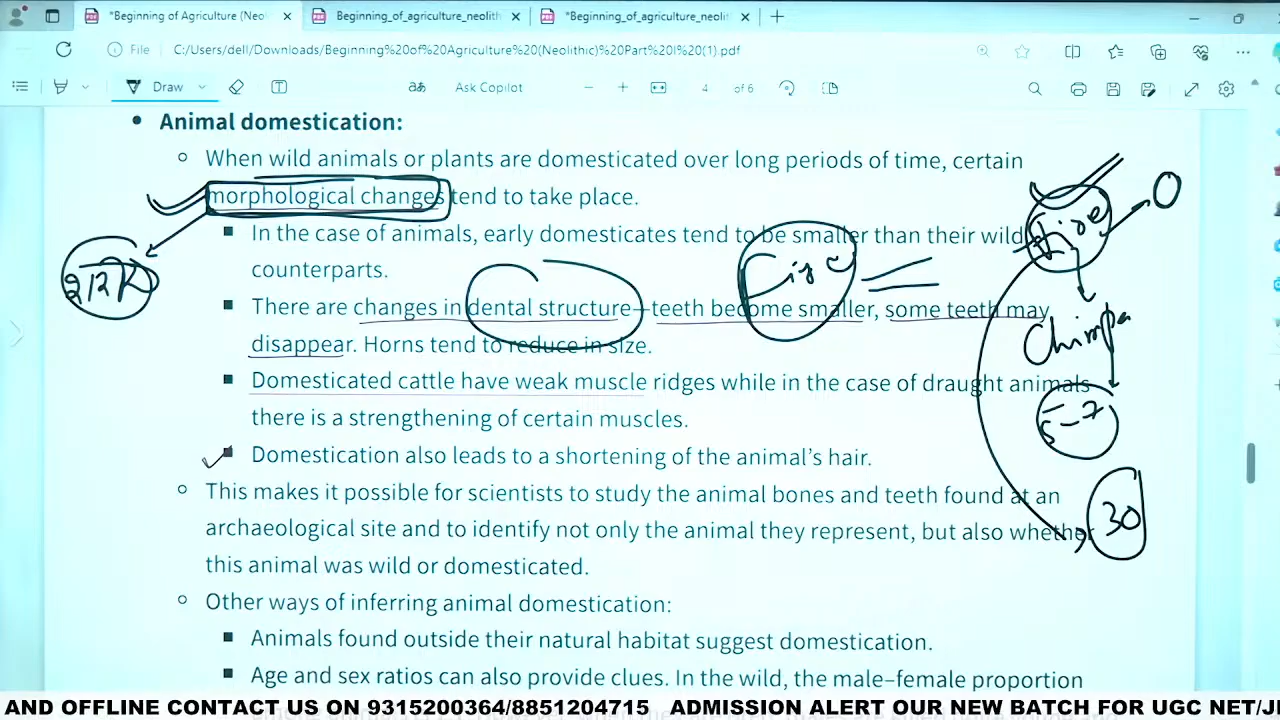 *Beginning of Agriculture (Neo
Beginning_of_agriculture_neolith
*Beginning_of_agriculture_neolit
File
C:/Users/dell/Downloads/Beginning%20of%20Agriculture%20(Neolithic)%20Part%20I%20(1).pdf
Draw
Ask Copilot
4 of 6
Animal domestication:
When wild animals or plants are domesticated over long periods of time, certain
morphological changes tend to take place.
In the case of animals, early domesticates tend to be smaller than their wild
counterparts.
There are changes in dental structure—teeth become smaller, some teeth may
disappear. Horns tend to reduce in size.
Domesticated cattle have weak muscle ridges while in the case of draught animals
there is a strengthening of certain muscles.
Domestication also leads to a shortening of the animal's hair.
This makes it possible for scientists to study the animal bones and teeth found at an
archaeological site and to identify not only the animal they represent, but also whether
this animal was wild or domesticated.
Other ways of inferring animal domestication:
Animals found outside their natural habitat suggest domestication.
Age and sex ratios can also provide clues. In the wild, the male–female proportion
Fire
Chimpa
5-7
30
AND OFFLINE CONTACT US ON 9315200364/8851204715 ADMISSION ALERT OUR NEW BATCH FOR UGC NET/J